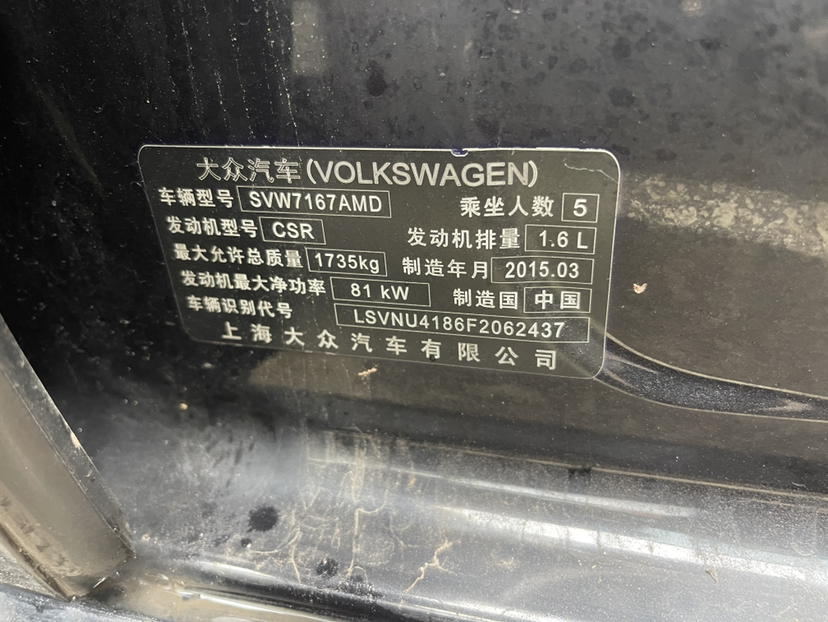 大众汽车(VOLKSWAGEN)
车辆型号 SVW7167AMD 乘坐人数 5
发动机型号 CSR 发动机排量 1.6 L
最大允许总质量 1735kg 制造年月 2015.03
发动机最大净功率 81 kW 制造国 中国
车辆识别代号 LSVNU4186F2062437
上海大众汽车有限公司